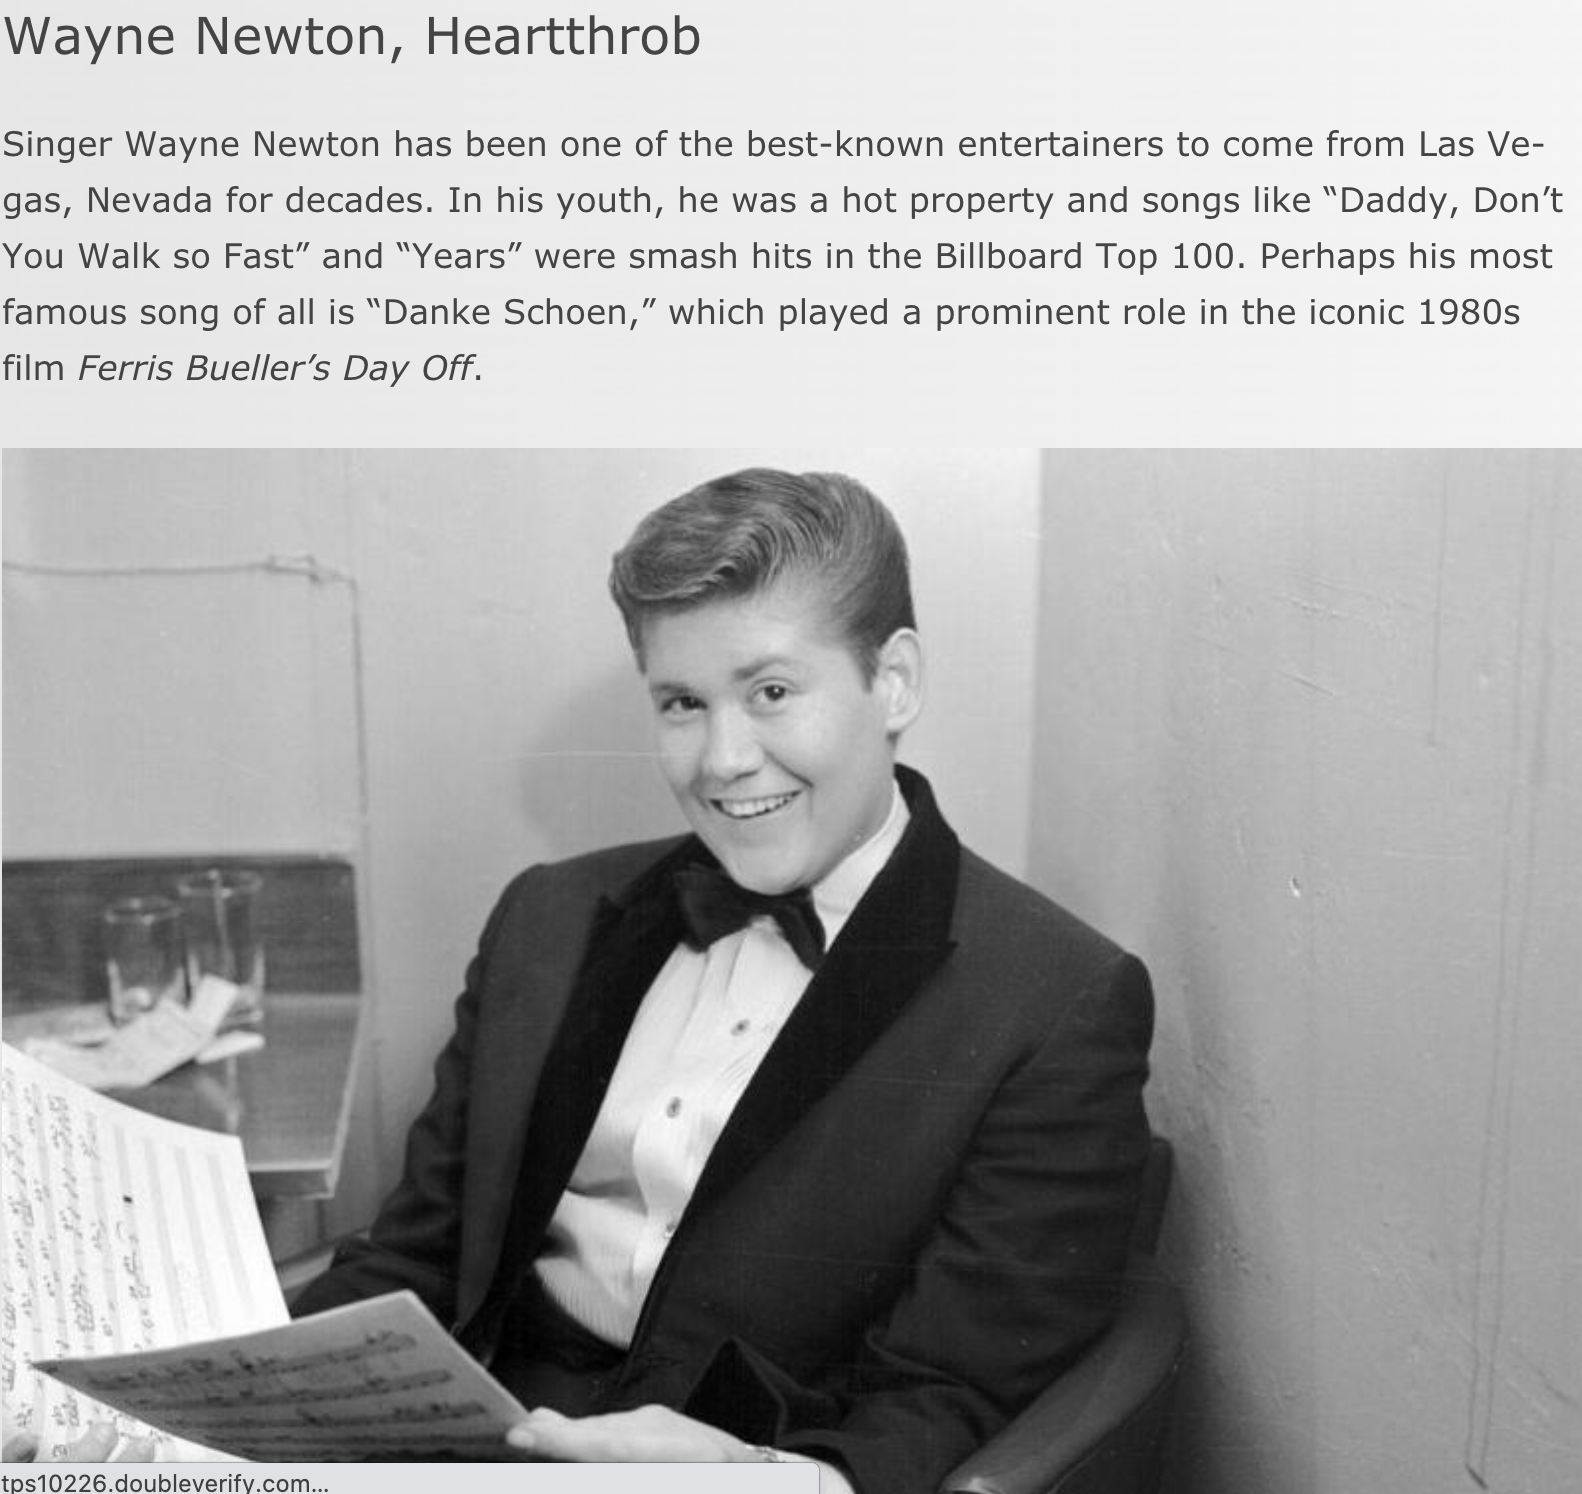 Wayne Newton, Heartthrob
Singer Wayne Newton has been one of the best-known entertainers to come from Las Ve-
gas, Nevada for decades. In his youth, he was a hot property and songs like “Daddy, Don’t
You Walk so Fast” and “Years” were smash hits in the Billboard Top 100. Perhaps his most
famous song of all is “Danke Schoen,” which played a prominent role in the iconic 1980s
film Ferris Bueller’s Day Off.
tps10226.doubleverify.com...